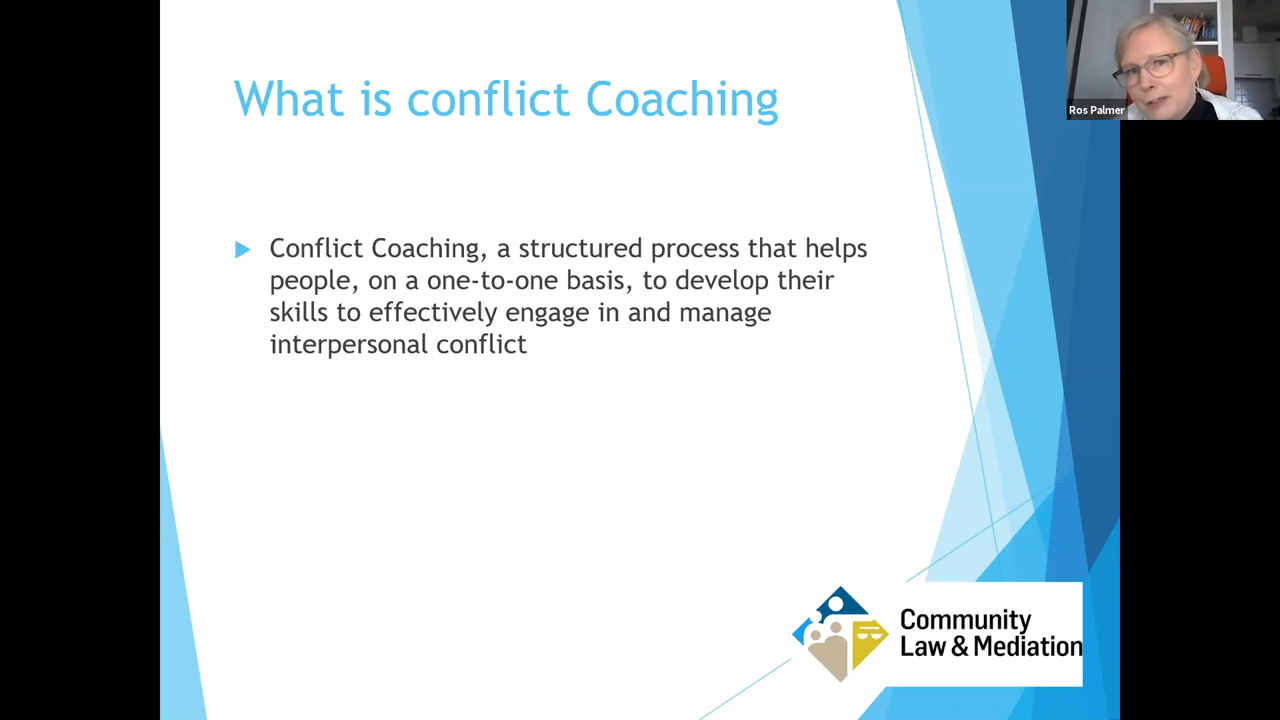 What is conflict Coaching
Conflict Coaching, a structured process that helps
people, on a one-to-one basis, to develop their
skills to effectively engage in and manage
interpersonal conflict
Ros Palmer
Community
Law & Mediation